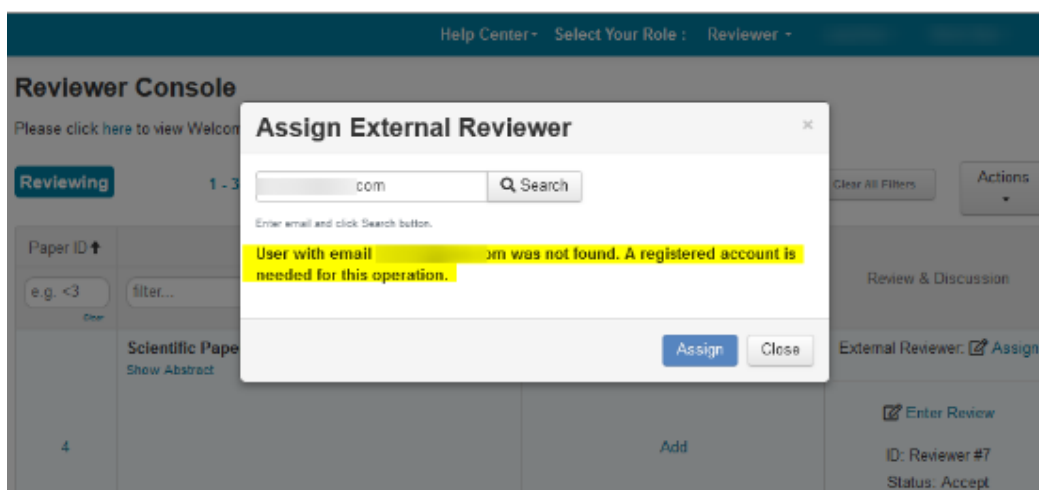 Help Center Select Your Role : Reviewer
Reviewer Console
Please click here to view Welcom
Assign External Reviewer ×
com Search
Enter email and click Search button.
User with email om was not found. A registered account is
needed for this operation.
Assign Close
Reviewing 1 - 3 Clear All Filters Actions
Paper ID Review & Discussion
e.g. <3 filter...
Clear
Scientific Pape External Reviewer: Assign
Show Abstract
Enter Review
4 Add ID: Reviewer #7
Status: Accept